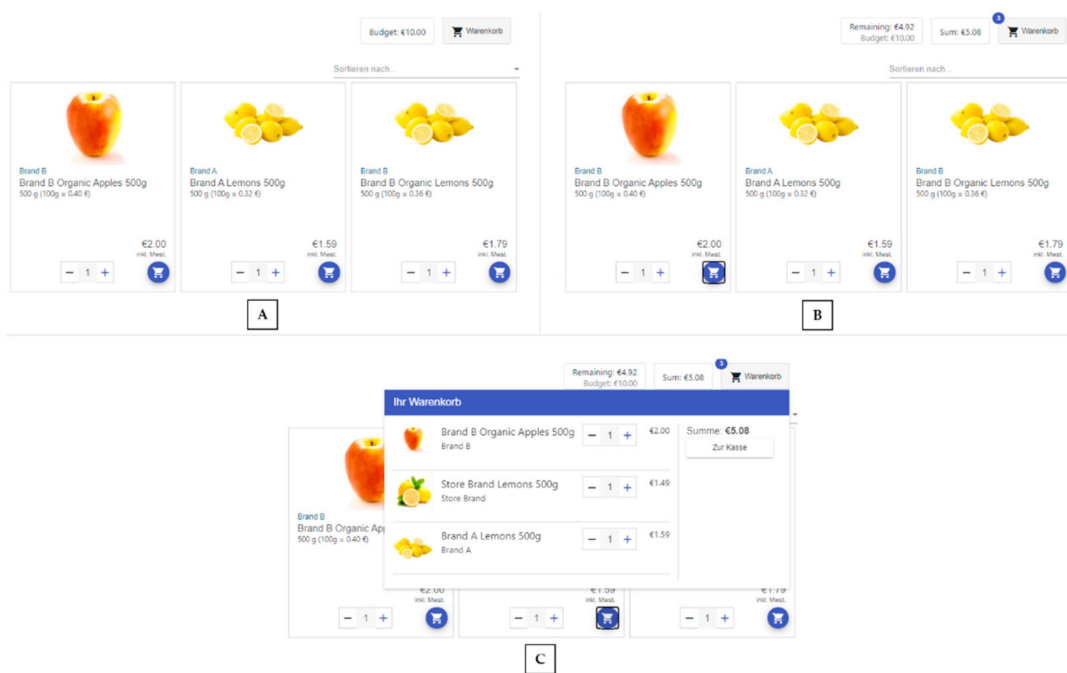 Budget: €10.00
Warenkorb
Sortieren nach...
Brand B
Brand B Organic Apples 500g
500 g (100g = 0.40 €)
€2.00
inkl. Mwst.
− 1 +
Brand A
Brand A Lemons 500g
500 g (100g = 0.32 €)
€1.59
inkl. Mwst.
− 1 +
Brand B
Brand B Organic Lemons 500g
500 g (100g = 0.36 €)
€1.79
inkl. Mwst.
− 1 +
A
Remaining: €4.92
Budget: €10.00
Sum: €5.08
3
Warenkorb
Sortieren nach...
Brand B
Brand B Organic Apples 500g
500 g (100g = 0.40 €)
€2.00
inkl. Mwst.
− 1 +
Brand A
Brand A Lemons 500g
500 g (100g = 0.32 €)
€1.59
inkl. Mwst.
− 1 +
Brand B
Brand B Organic Lemons 500g
500 g (100g = 0.36 €)
€1.79
inkl. Mwst.
− 1 +
B
Remaining: €4.92
Budget: €10.00
Sum: €5.08
3
Warenkorb
Ihr Warenkorb
Brand B Organic Apples 500g
Brand B
− 1 +
€2.00
Store Brand Lemons 500g
Store Brand
− 1 +
€1.49
Brand A Lemons 500g
Brand A
− 1 +
€1.59
Summe: €5.08
Zur Kasse
Brand B
Brand B Organic Ap
500 g (100g = 0.40 €)
€2.00
inkl. Mwst.
− 1 +
€1.59
inkl. Mwst.
− 1 +
€1.79
inkl. Mwst.
− 1 +
C